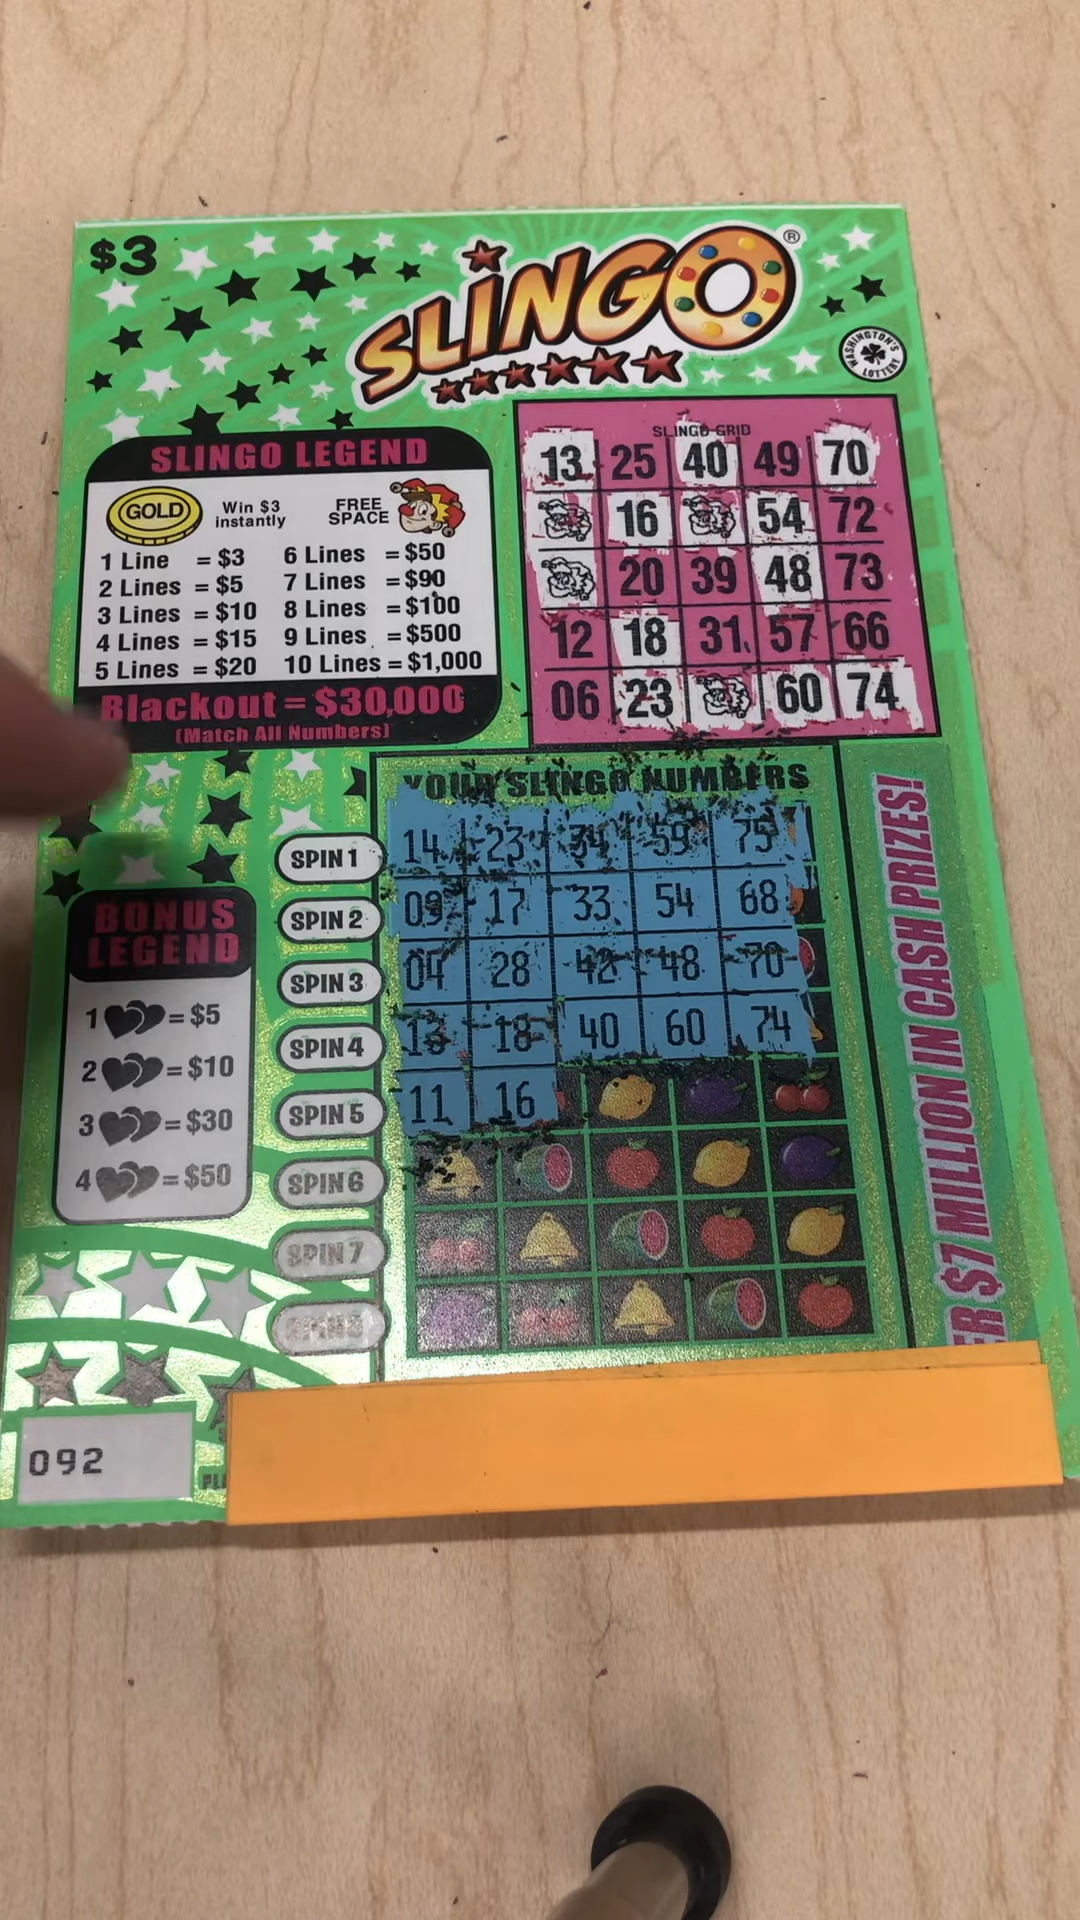 $3
SLINGO®
WASHINGTON'S LOTTERY
SLINGO LEGEND
GOLD
Win $3 instantly
FREE SPACE
1 Line = $3 6 Lines = $50
2 Lines = $5 7 Lines = $90
3 Lines = $10 8 Lines = $100
4 Lines = $15 9 Lines = $500
5 Lines = $20 10 Lines = $1,000
Blackout = $30,000
(Match All Numbers)
SLINGO GRID
13 25 40 49 70
16 54 72
20 39 48 73
12 18 31 57 66
06 23 60 74
YOUR SLINGO NUMBERS
SPIN 1 14 23 34 59 75
SPIN 2 09 17 33 54 68
SPIN 3 04 28 42 48 70
SPIN 4 13 18 40 60 74
SPIN 5 11 16
SPIN 6
SPIN 7
SPIN 8
BONUS
LEGEND
1 = $5
2 = $10
3 = $30
4 = $50
ER $7 MILLION IN CASH PRIZES!
092